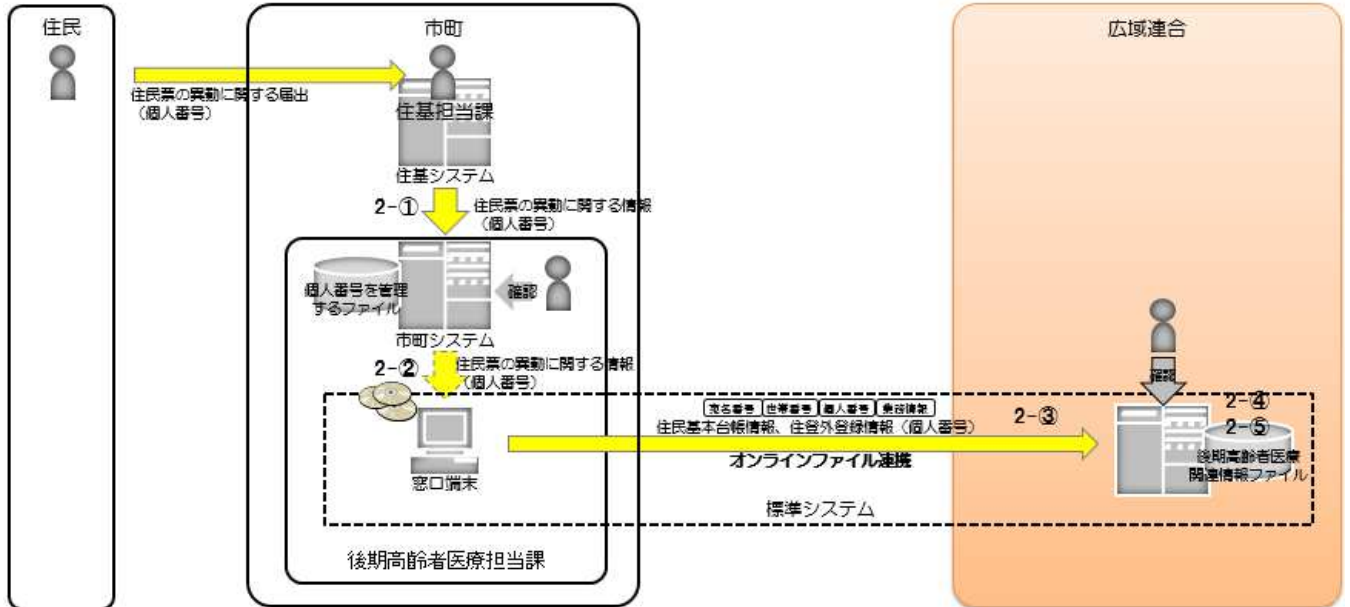 住民
市町
広域連合
住民票の異動に関する届出
（個人番号）
住基担当課
住基システム
2-①
住民票の異動に関する情報
（個人番号）
個人番号を管理
するファイル
確認
市町システム
2-②
住民票の異動に関する情報
（個人番号）
確認
宛名番号 世帯番号 個人番号 業務情報
2-③
2-④
住民基本台帳情報、住登外登録情報（個人番号）
2-⑤
オンラインファイル連携
後期高齢者医療
関連情報ファイル
窓口端末
標準システム
後期高齢者医療担当課